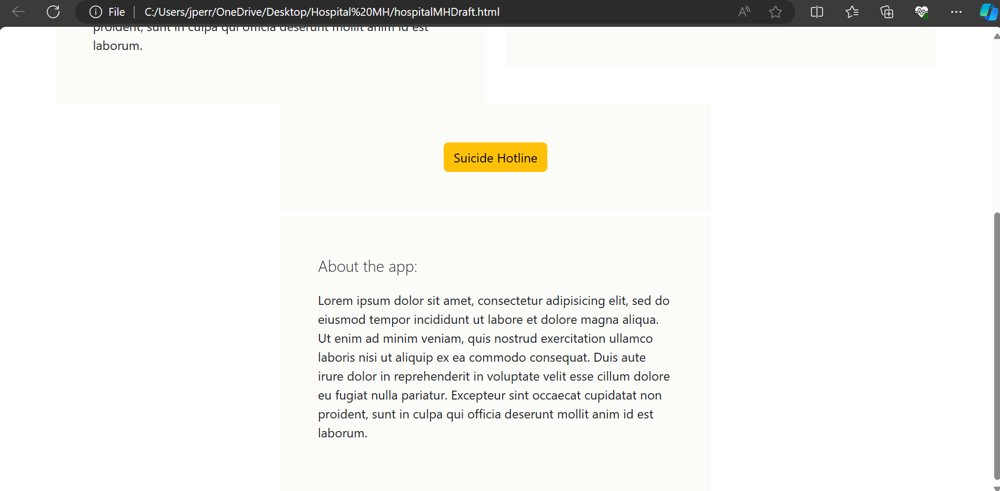 File
C:/Users/jperr/OneDrive/Desktop/Hospital%20MH/hospitalMHDraft.html
proident, sunt in culpa qui officia deserunt mollit anim id est
laborum.
Suicide Hotline
About the app:
Lorem ipsum dolor sit amet, consectetur adipisicing elit, sed do
eiusmod tempor incididunt ut labore et dolore magna aliqua.
Ut enim ad minim veniam, quis nostrud exercitation ullamco
laboris nisi ut aliquip ex ea commodo consequat. Duis aute
irure dolor in reprehenderit in voluptate velit esse cillum dolore
eu fugiat nulla pariatur. Excepteur sint occaecat cupidatat non
proident, sunt in culpa qui officia deserunt mollit anim id est
laborum.